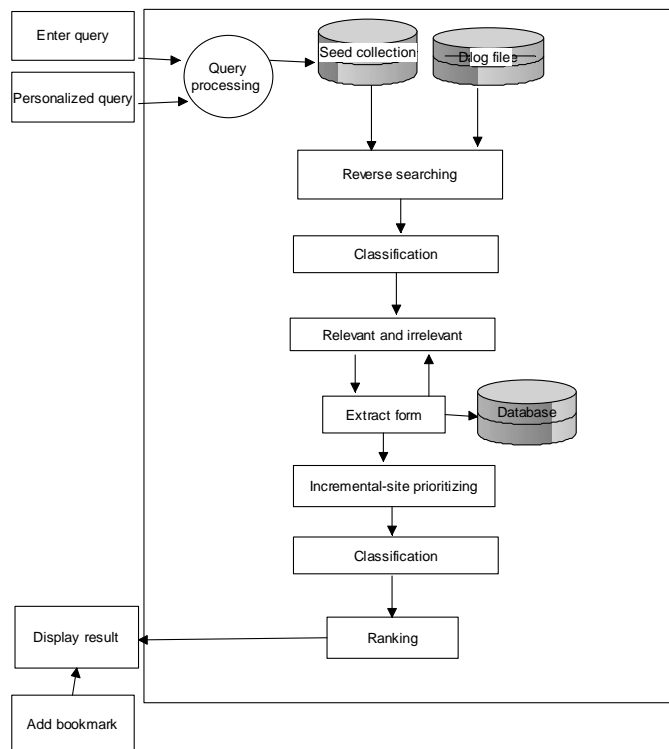 Enter query
Personalized query
Query
processing
Seed collection
log file
Reverse searching
Classification
Relevant and irrelevant
Extract form
Database
Incremental-site prioritizing
Classification
Ranking
Display result
Add bookmark